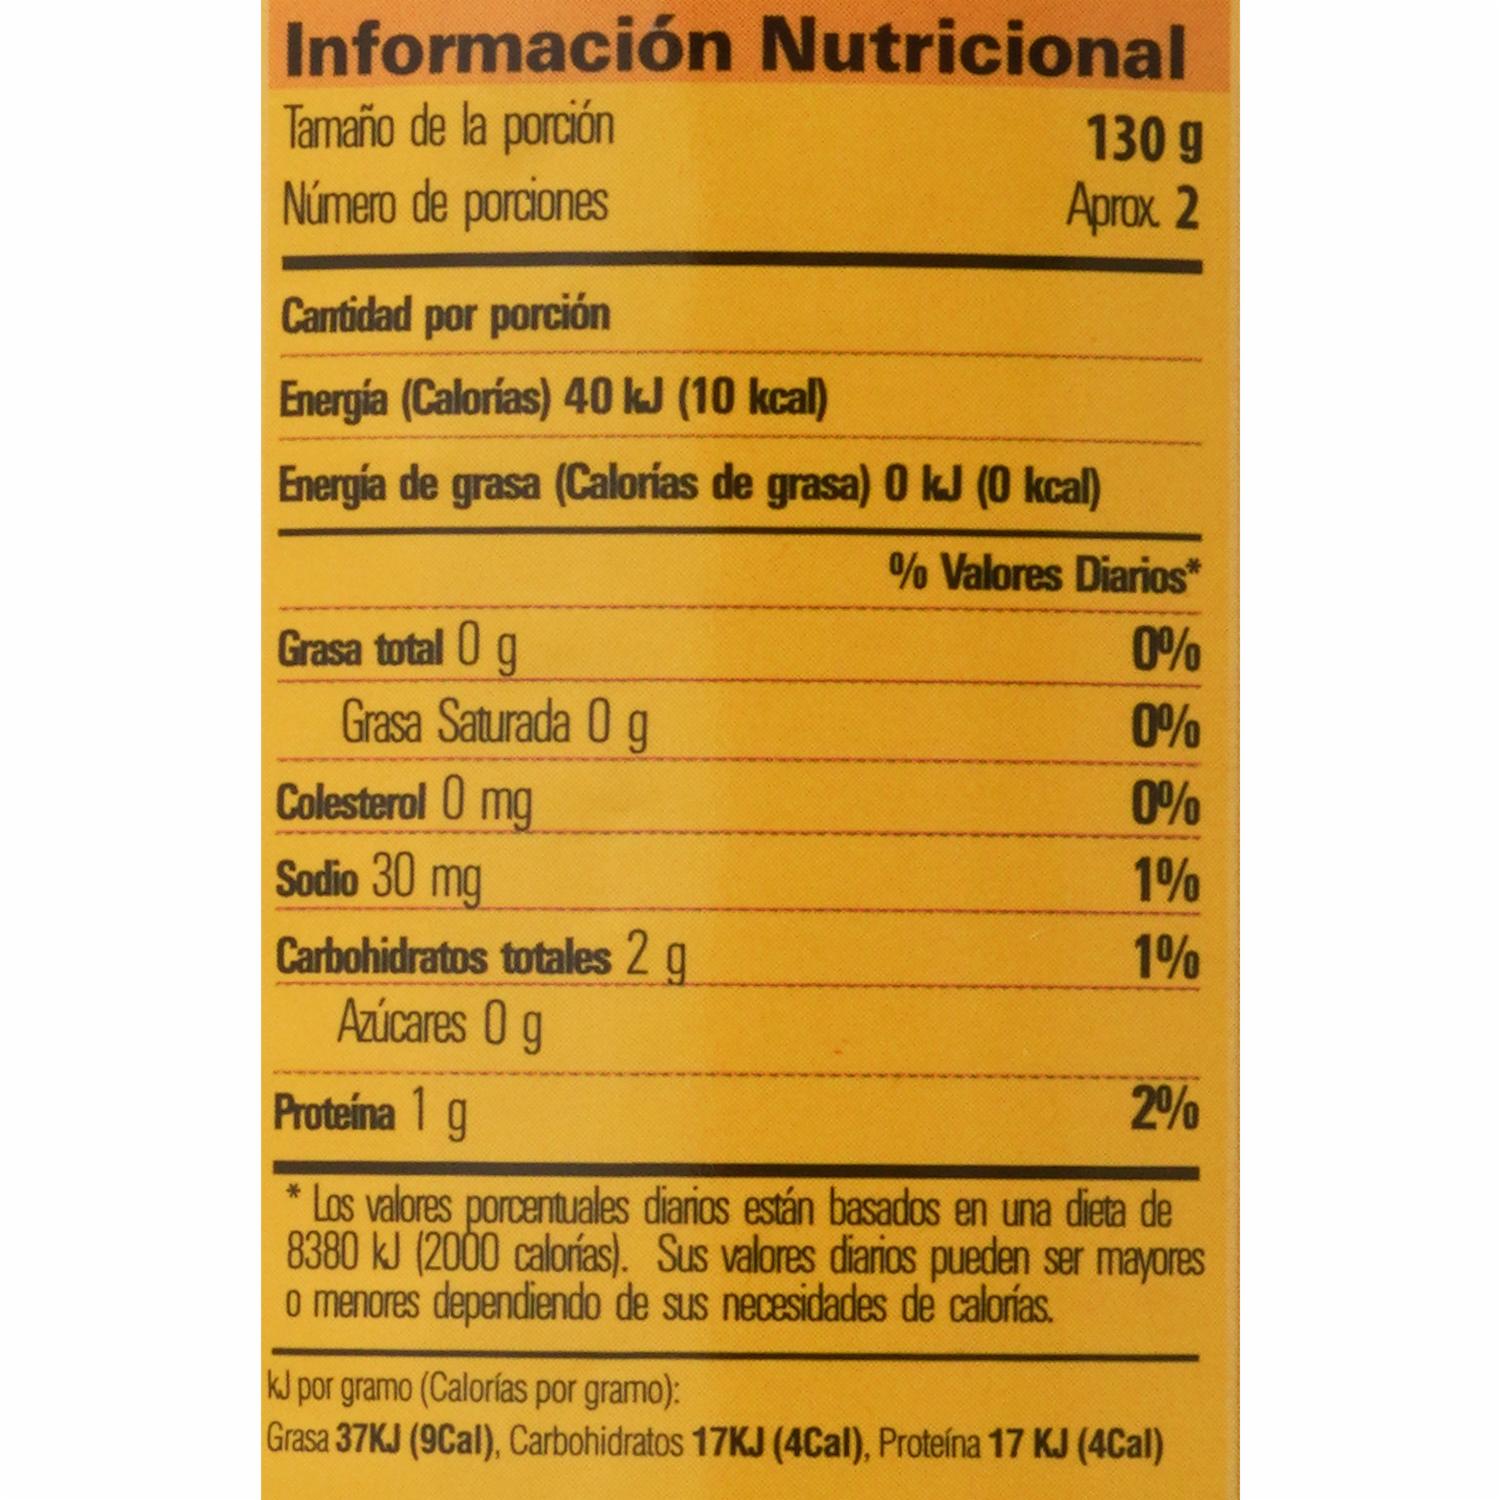 Información Nutricional
Tamaño de la porción 130 g
Número de porciones Aprox. 2
Cantidad por porción
Energía (Calorías) 40 kJ (10 kcal)
Energía de grasa (Calorías de grasa) 0 kJ (0 kcal)
% Valores Diarios*
Grasa total 0 g 0%
Grasa Saturada 0 g 0%
Colesterol 0 mg 0%
Sodio 30 mg 1%
Carbohidratos totales 2 g 1%
Azúcares 0 g
Proteína 1 g 2%
* Los valores porcentuales diarios están basados en una dieta de
8380 kJ (2000 calorías). Sus valores diarios pueden ser mayores
o menores dependiendo de sus necesidades de calorías.
kJ por gramo (Calorías por gramo):
Grasa 37KJ (9Cal), Carbohidratos 17KJ (4Cal), Proteína 17 KJ (4Cal)